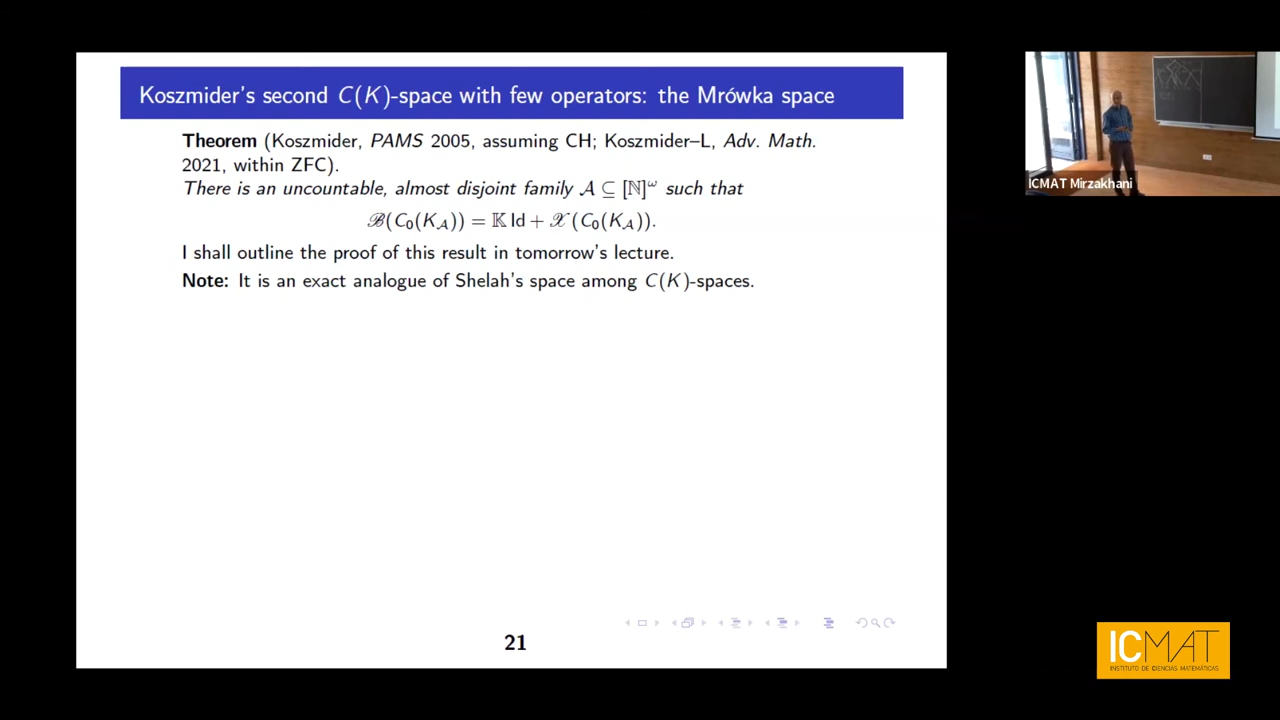 Koszmider's second C(K)-space with few operators: the Mrówka space
Theorem (Koszmider, PAMS 2005, assuming CH; Koszmider–L, Adv. Math.
2021, within ZFC).
There is an uncountable, almost disjoint family 𝒜 ⊆ [ℕ]^ω such that
ℬ(C₀(K_𝒜)) = 𝕂 Id + 𝒳(C₀(K_𝒜)).
I shall outline the proof of this result in tomorrow's lecture.
Note: It is an exact analogue of Shelah's space among C(K)-spaces.
21
ICMAT Mirzakhani
ICMAT
INSTITUTO DE CIENCIAS MATEMÁTICAS